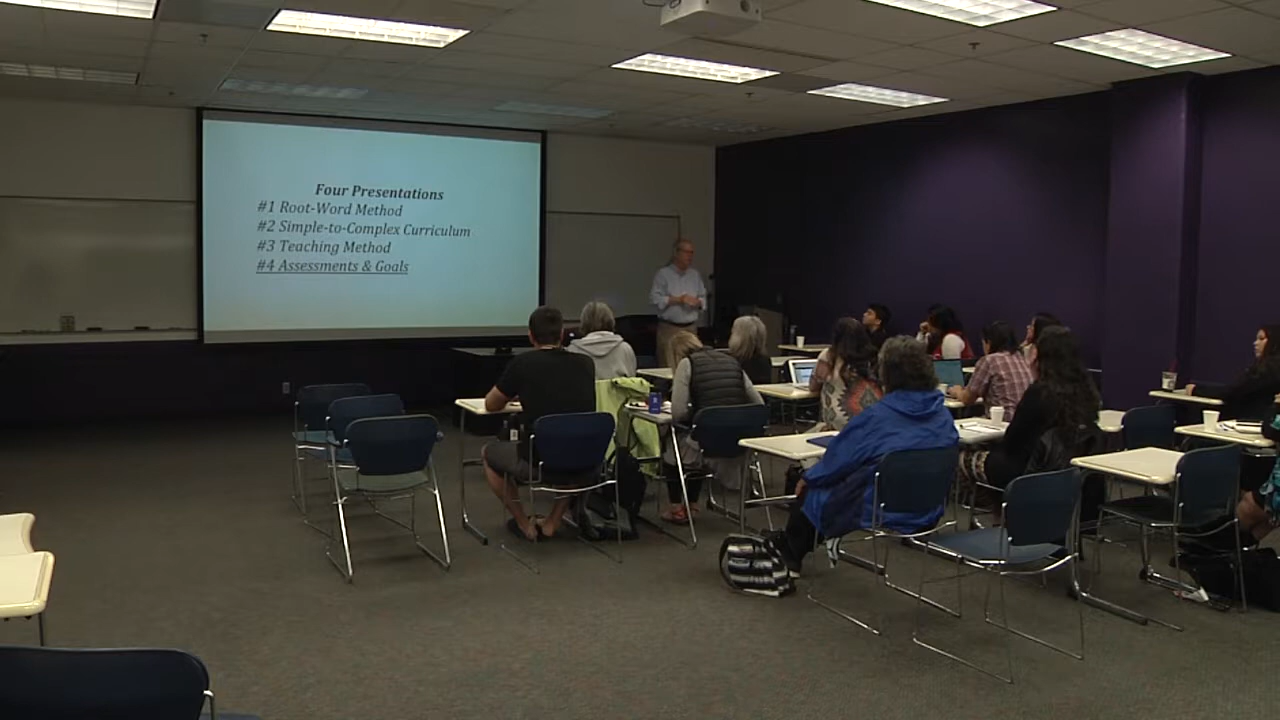 Four Presentations
#1 Root-Word Method
#2 Simple-to-Complex Curriculum
#3 Teaching Method
#4 Assessments & Goals